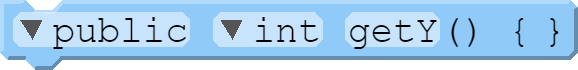 public int getY() { }